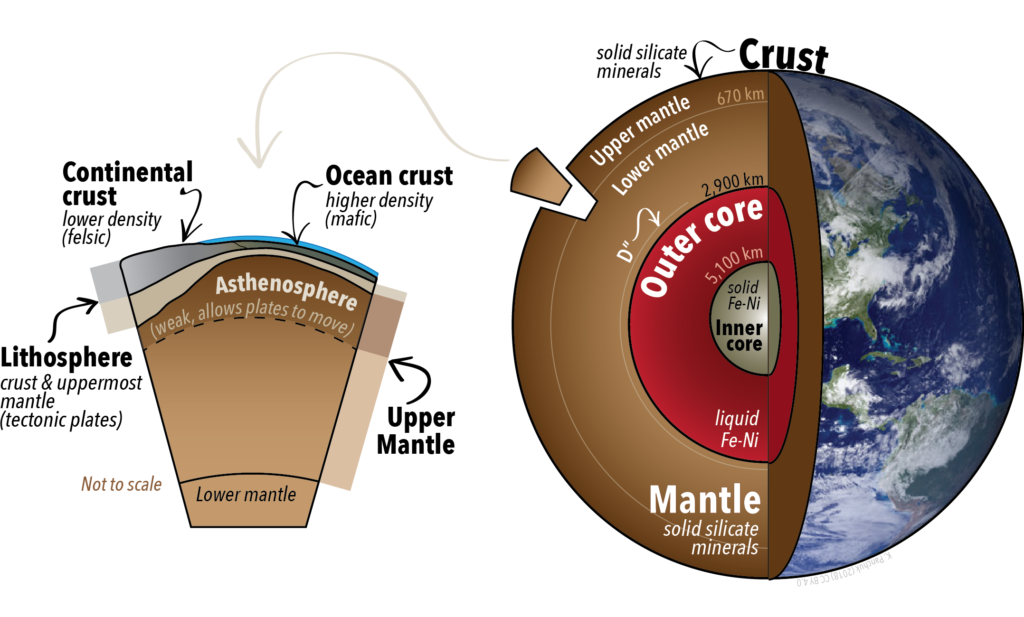 solid silicate
minerals
Crust
670 km
Upper mantle
Lower mantle
2,900 km
D"
Outer core
5,100 km
solid
Fe-Ni
Inner
core
liquid
Fe-Ni
Mantle
solid silicate
minerals
Continental
crust
lower density
(felsic)
Ocean crust
higher density
(mafic)
Asthenosphere
(weak, allows plates to move)
Lithosphere
crust & uppermost
mantle
(tectonic plates)
Upper
Mantle
Not to scale
Lower mantle
K. Panchuk (2018) CC BY 4.0